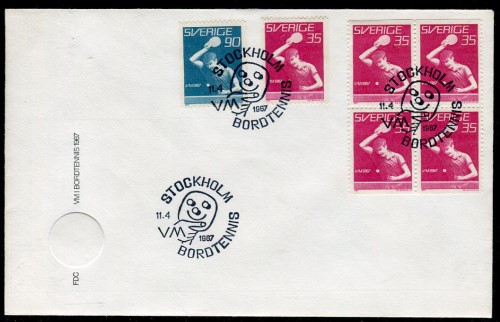 SVERIGE
90
SVERIGE
35
SVERIGE
35
SVERIGE
35
SVERIGE
35
SVERIGE
35
STOCKHOLM
11.4
VM
1967
BORDTENNIS
STOCKHOLM
11.4
VM
1967
BORDTENNIS
STOCKHOLM
11.4
VM
1967
BORDTENNIS
VM I BORDTENNIS 1967
FDC